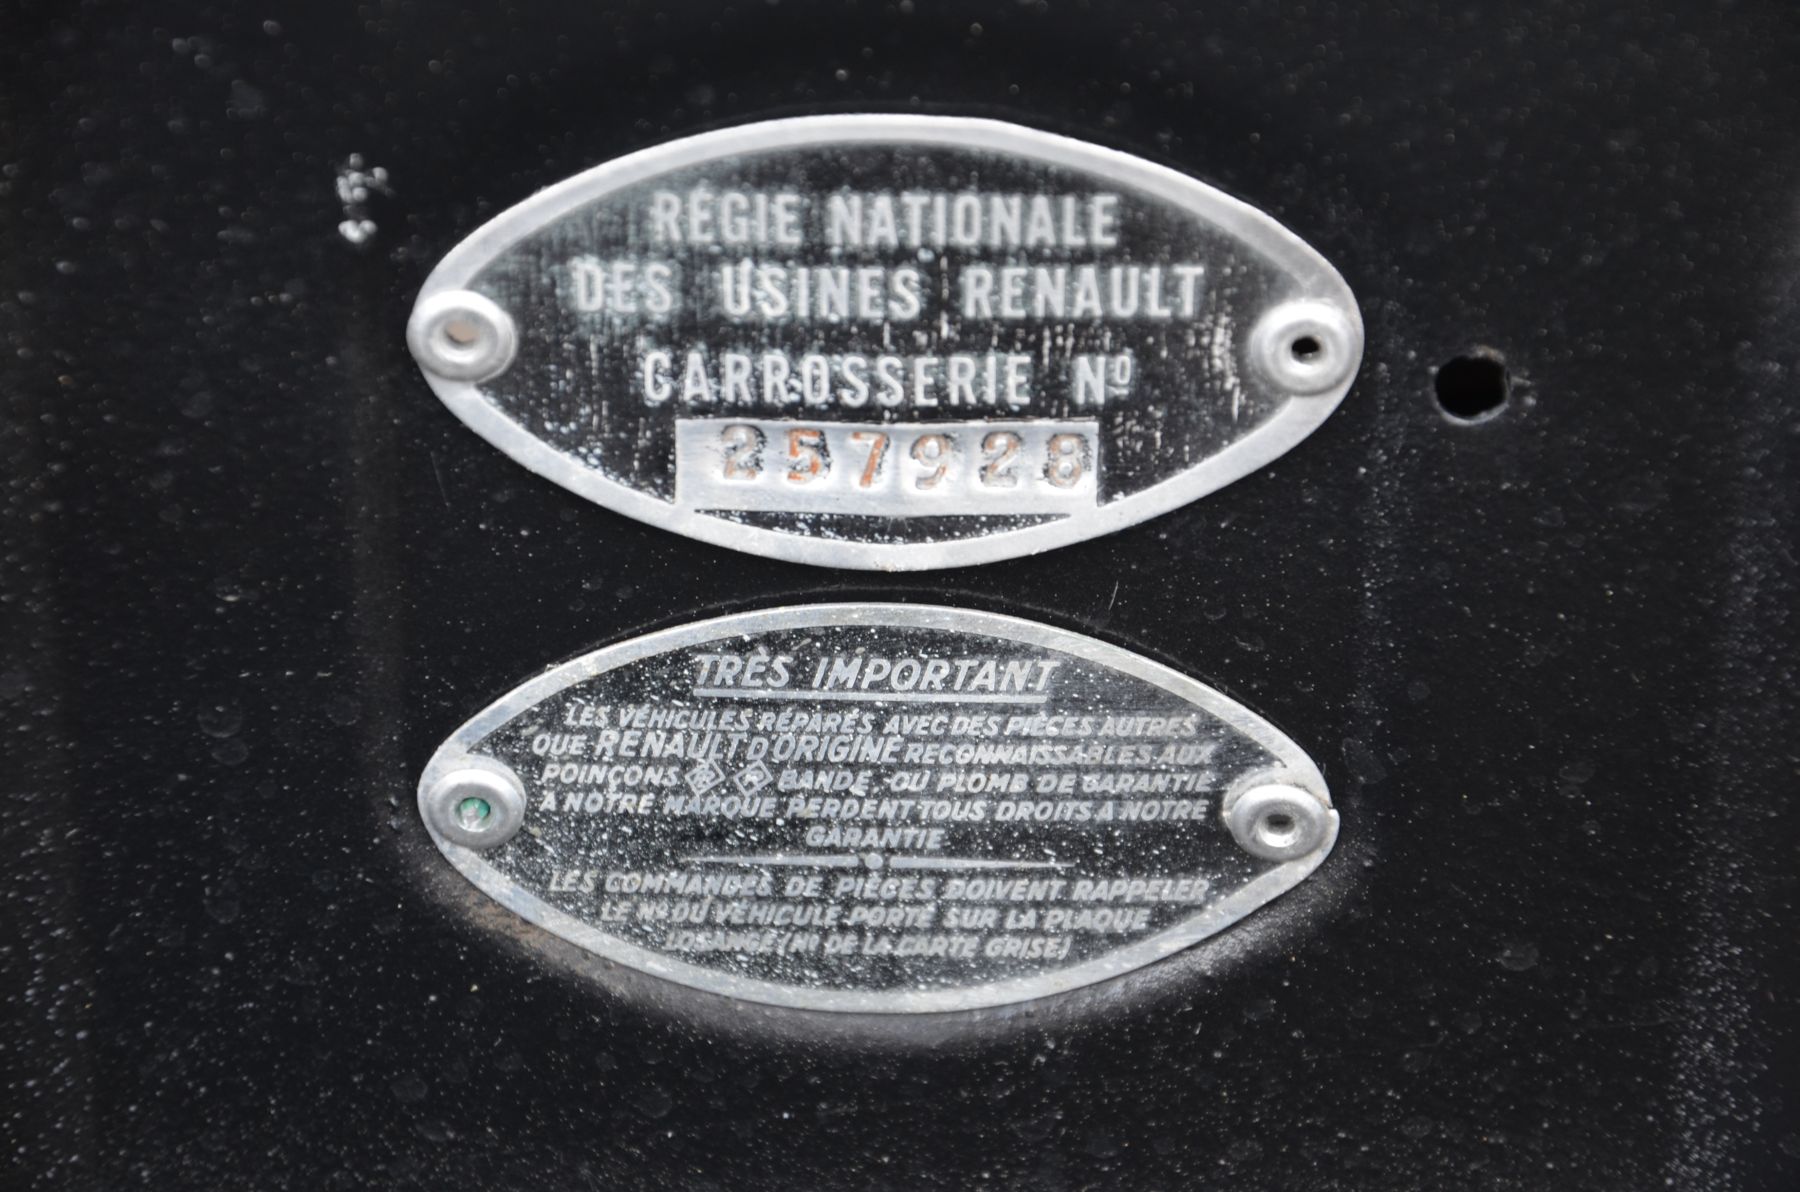 RÉGIE NATIONALE
DES USINES RENAULT
CARROSSERIE Nº
257928
TRÈS IMPORTANT
LES VÉHICULES RÉPARÉS AVEC DES PIÈCES AUTRES
QUE RENAULT D'ORIGINE RECONNAISSABLES AUX
POINÇONS BANDE, OU PLOMB DE GARANTIE
À NOTRE MARQUE PERDENT TOUS DROITS À NOTRE
GARANTIE
LES COMMANDES DE PIÈCES DOIVENT RAPPELER
LE Nº DU VÉHICULE PORTÉ SUR LA PLAQUE
LOSANGE (Nº DE LA CARTE GRISE)